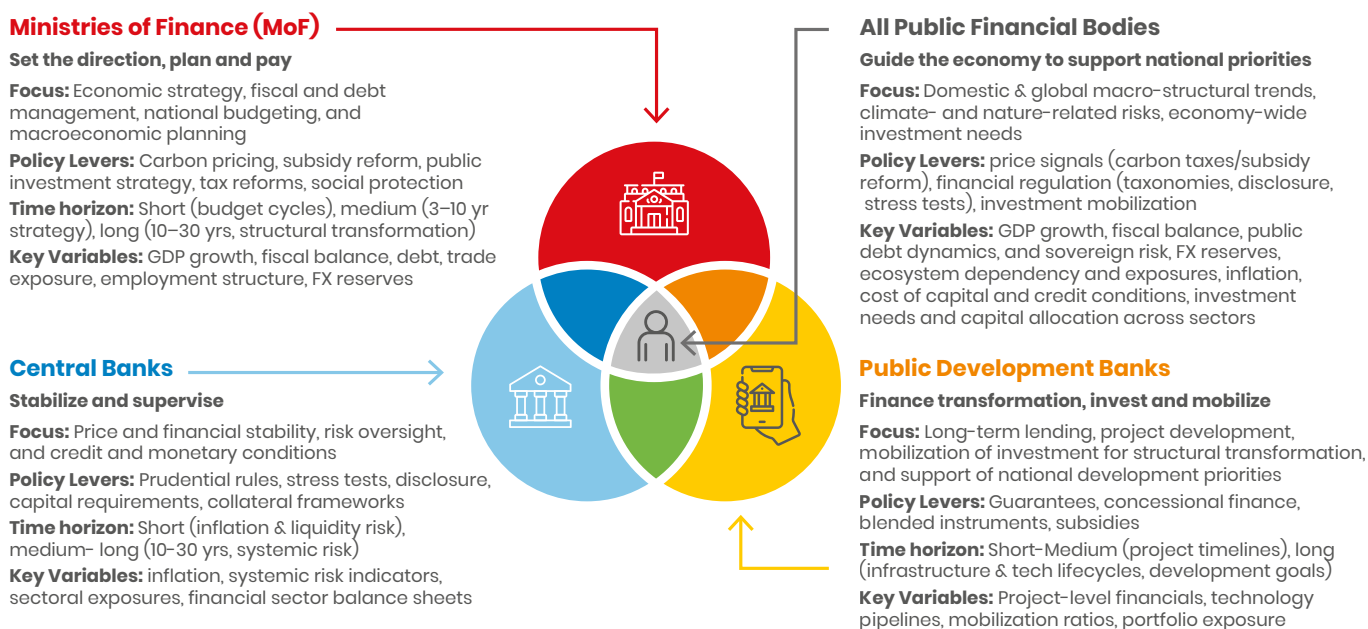 Ministries of Finance (MoF)
Set the direction, plan and pay
Focus: Economic strategy, fiscal and debt
management, national budgeting, and
macroeconomic planning
Policy Levers: Carbon pricing, subsidy reform, public
investment strategy, tax reforms, social protection
Time horizon: Short (budget cycles), medium (3–10 yr
strategy), long (10–30 yrs, structural transformation)
Key Variables: GDP growth, fiscal balance, debt, trade
exposure, employment structure, FX reserves
Central Banks
Stabilize and supervise
Focus: Price and financial stability, risk oversight,
and credit and monetary conditions
Policy Levers: Prudential rules, stress tests, disclosure,
capital requirements, collateral frameworks
Time horizon: Short (inflation & liquidity risk),
medium- long (10-30 yrs, systemic risk)
Key Variables: inflation, systemic risk indicators,
sectoral exposures, financial sector balance sheets
All Public Financial Bodies
Guide the economy to support national priorities
Focus: Domestic & global macro-structural trends,
climate- and nature-related risks, economy-wide
investment needs
Policy Levers: price signals (carbon taxes/subsidy
reform), financial regulation (taxonomies, disclosure,
stress tests), investment mobilization
Key Variables: GDP growth, fiscal balance, public
debt dynamics, and sovereign risk, FX reserves,
ecosystem dependency and exposures, inflation,
cost of capital and credit conditions, investment
needs and capital allocation across sectors
Public Development Banks
Finance transformation, invest and mobilize
Focus: Long-term lending, project development,
mobilization of investment for structural transformation,
and support of national development priorities
Policy Levers: Guarantees, concessional finance,
blended instruments, subsidies
Time horizon: Short-Medium (project timelines), long
(infrastructure & tech lifecycles, development goals)
Key Variables: Project-level financials, technology
pipelines, mobilization ratios, portfolio exposure